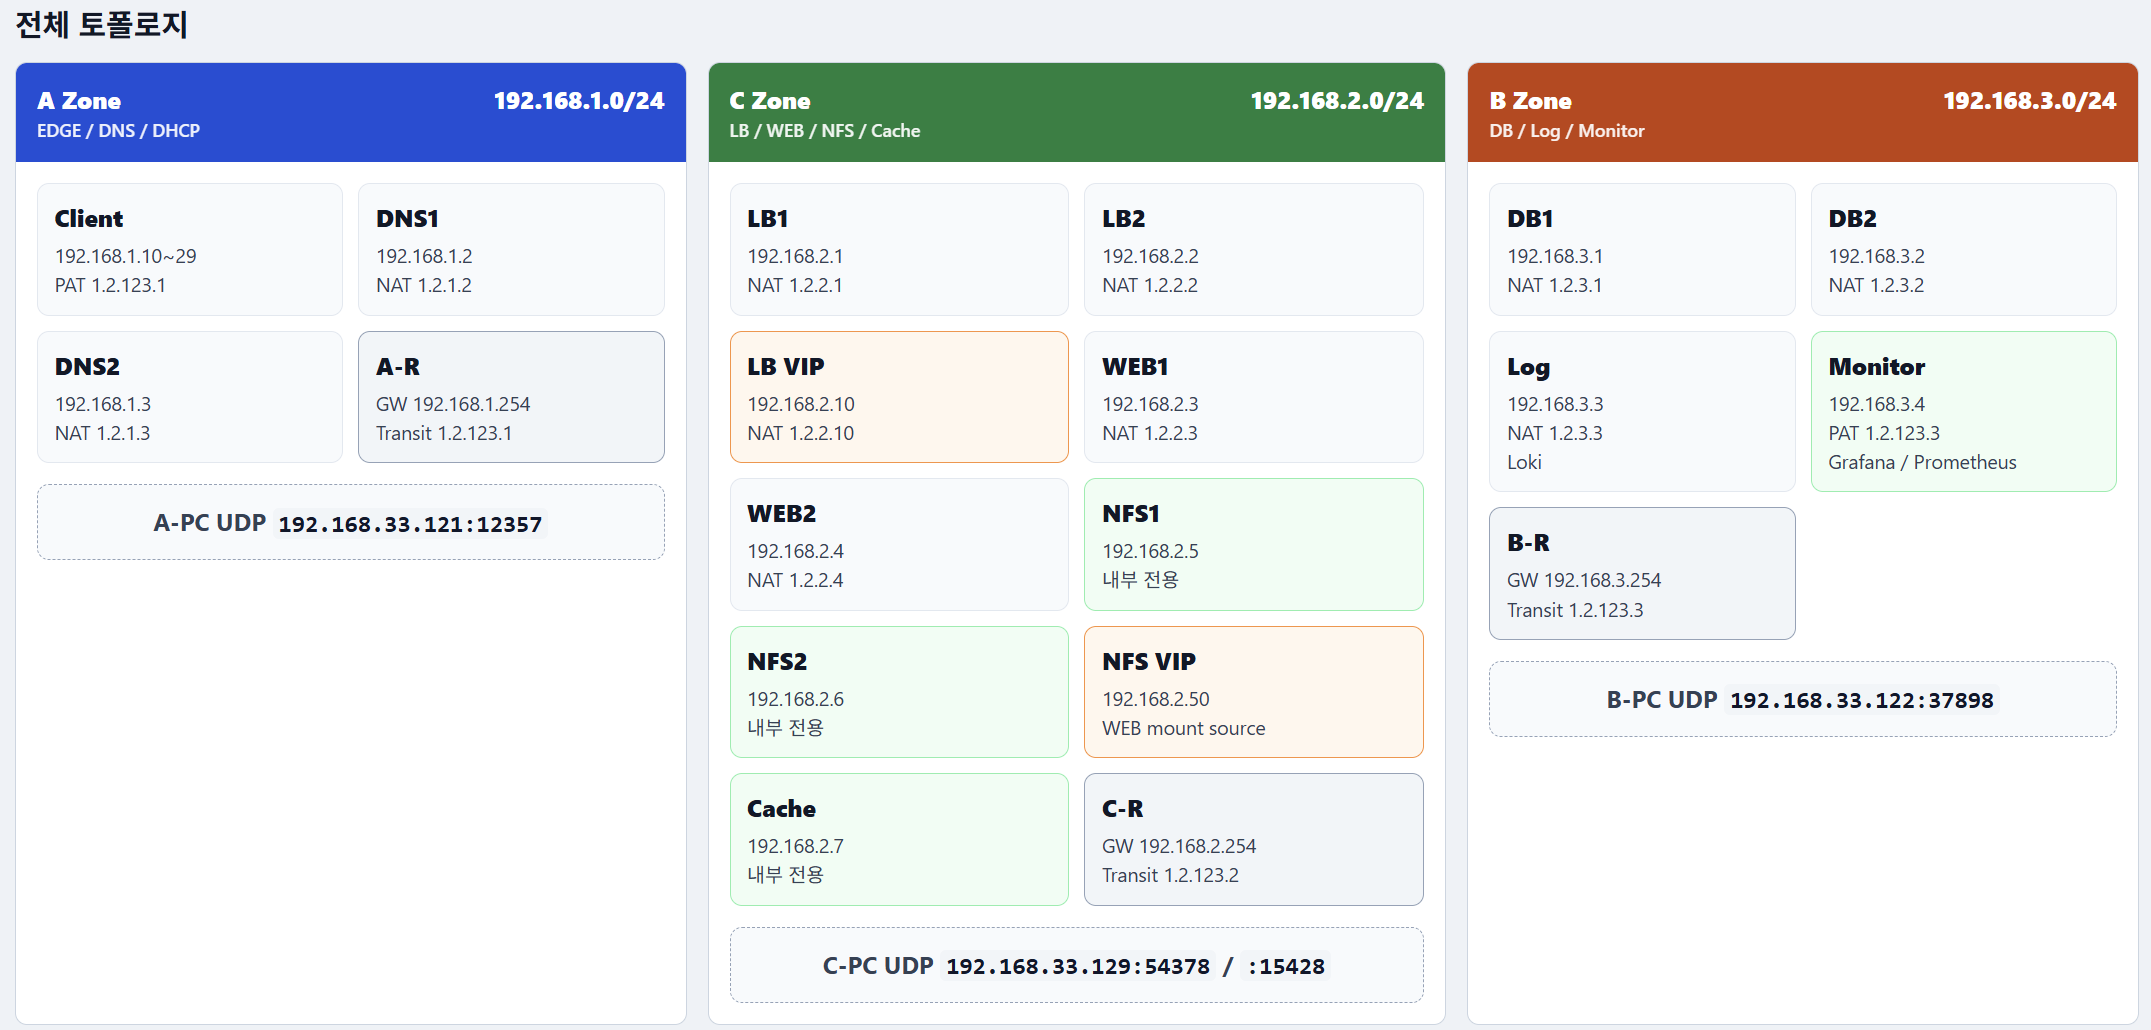 전체 토폴로지
A Zone
192.168.1.0/24
EDGE / DNS / DHCP
Client
192.168.1.10~29
PAT 1.2.123.1
DNS1
192.168.1.2
NAT 1.2.1.2
DNS2
192.168.1.3
NAT 1.2.1.3
A-R
GW 192.168.1.254
Transit 1.2.123.1
A-PC UDP 192.168.33.121:12357
C Zone
192.168.2.0/24
LB / WEB / NFS / Cache
LB1
192.168.2.1
NAT 1.2.2.1
LB2
192.168.2.2
NAT 1.2.2.2
LB VIP
192.168.2.10
NAT 1.2.2.10
WEB1
192.168.2.3
NAT 1.2.2.3
WEB2
192.168.2.4
NAT 1.2.2.4
NFS1
192.168.2.5
내부 전용
NFS2
192.168.2.6
내부 전용
NFS VIP
192.168.2.50
WEB mount source
Cache
192.168.2.7
내부 전용
C-R
GW 192.168.2.254
Transit 1.2.123.2
C-PC UDP 192.168.33.129:54378 / :15428
B Zone
192.168.3.0/24
DB / Log / Monitor
DB1
192.168.3.1
NAT 1.2.3.1
DB2
192.168.3.2
NAT 1.2.3.2
Log
192.168.3.3
NAT 1.2.3.3
Loki
Monitor
192.168.3.4
PAT 1.2.123.3
Grafana / Prometheus
B-R
GW 192.168.3.254
Transit 1.2.123.3
B-PC UDP 192.168.33.122:37898